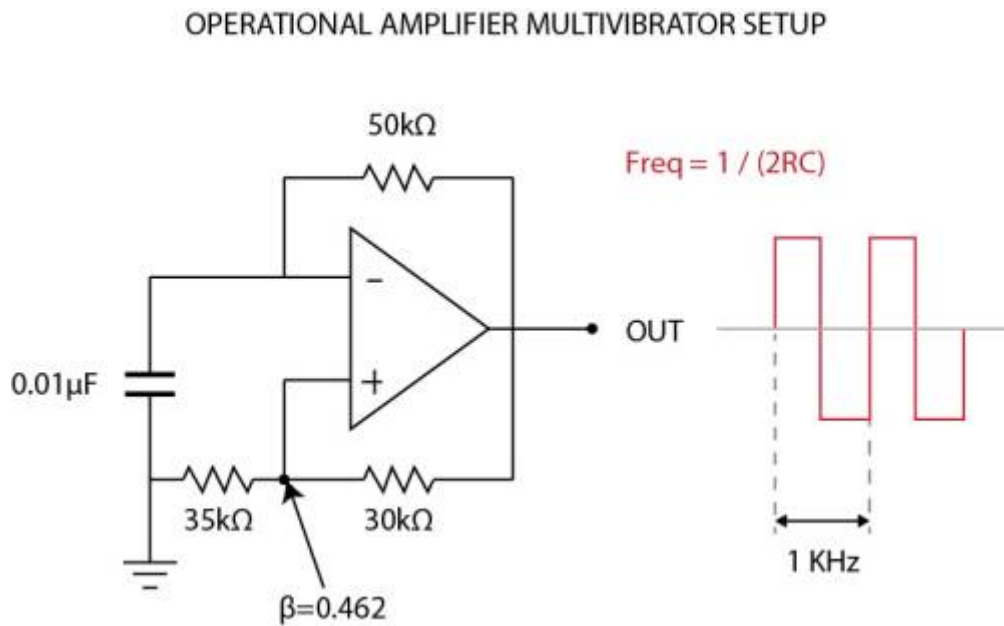 OPERATIONAL AMPLIFIER MULTIVIBRATOR SETUP
50kΩ
Freq = 1 / (2RC)
-
OUT
0.01µF
+
35kΩ
30kΩ
1 KHz
β=0.462